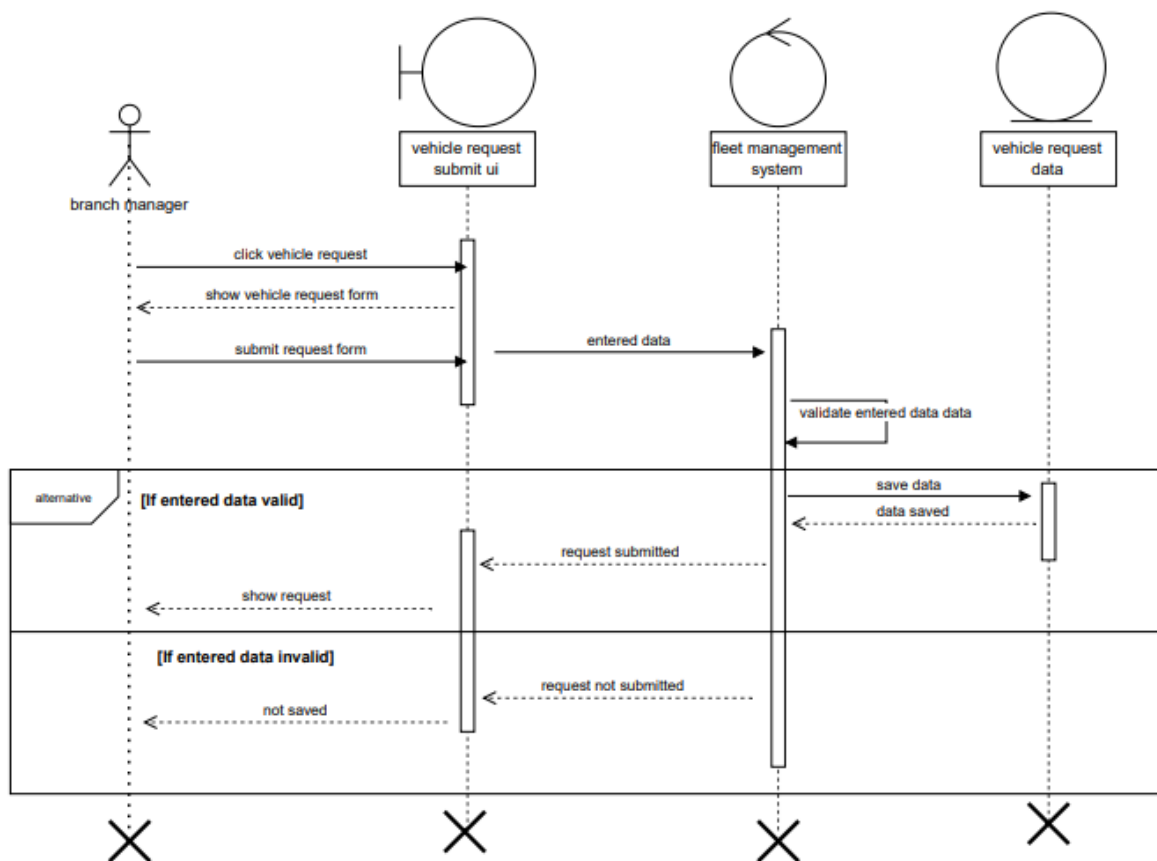 vehicle request
submit ui
fleet management
system
vehicle request
data
branch manager
click vehicle request
show vehicle request form
submit request form
entered data
validate entered data data
alternative
[If entered data valid]
save data
data saved
request submitted
show request
[If entered data invalid]
request not submitted
not saved